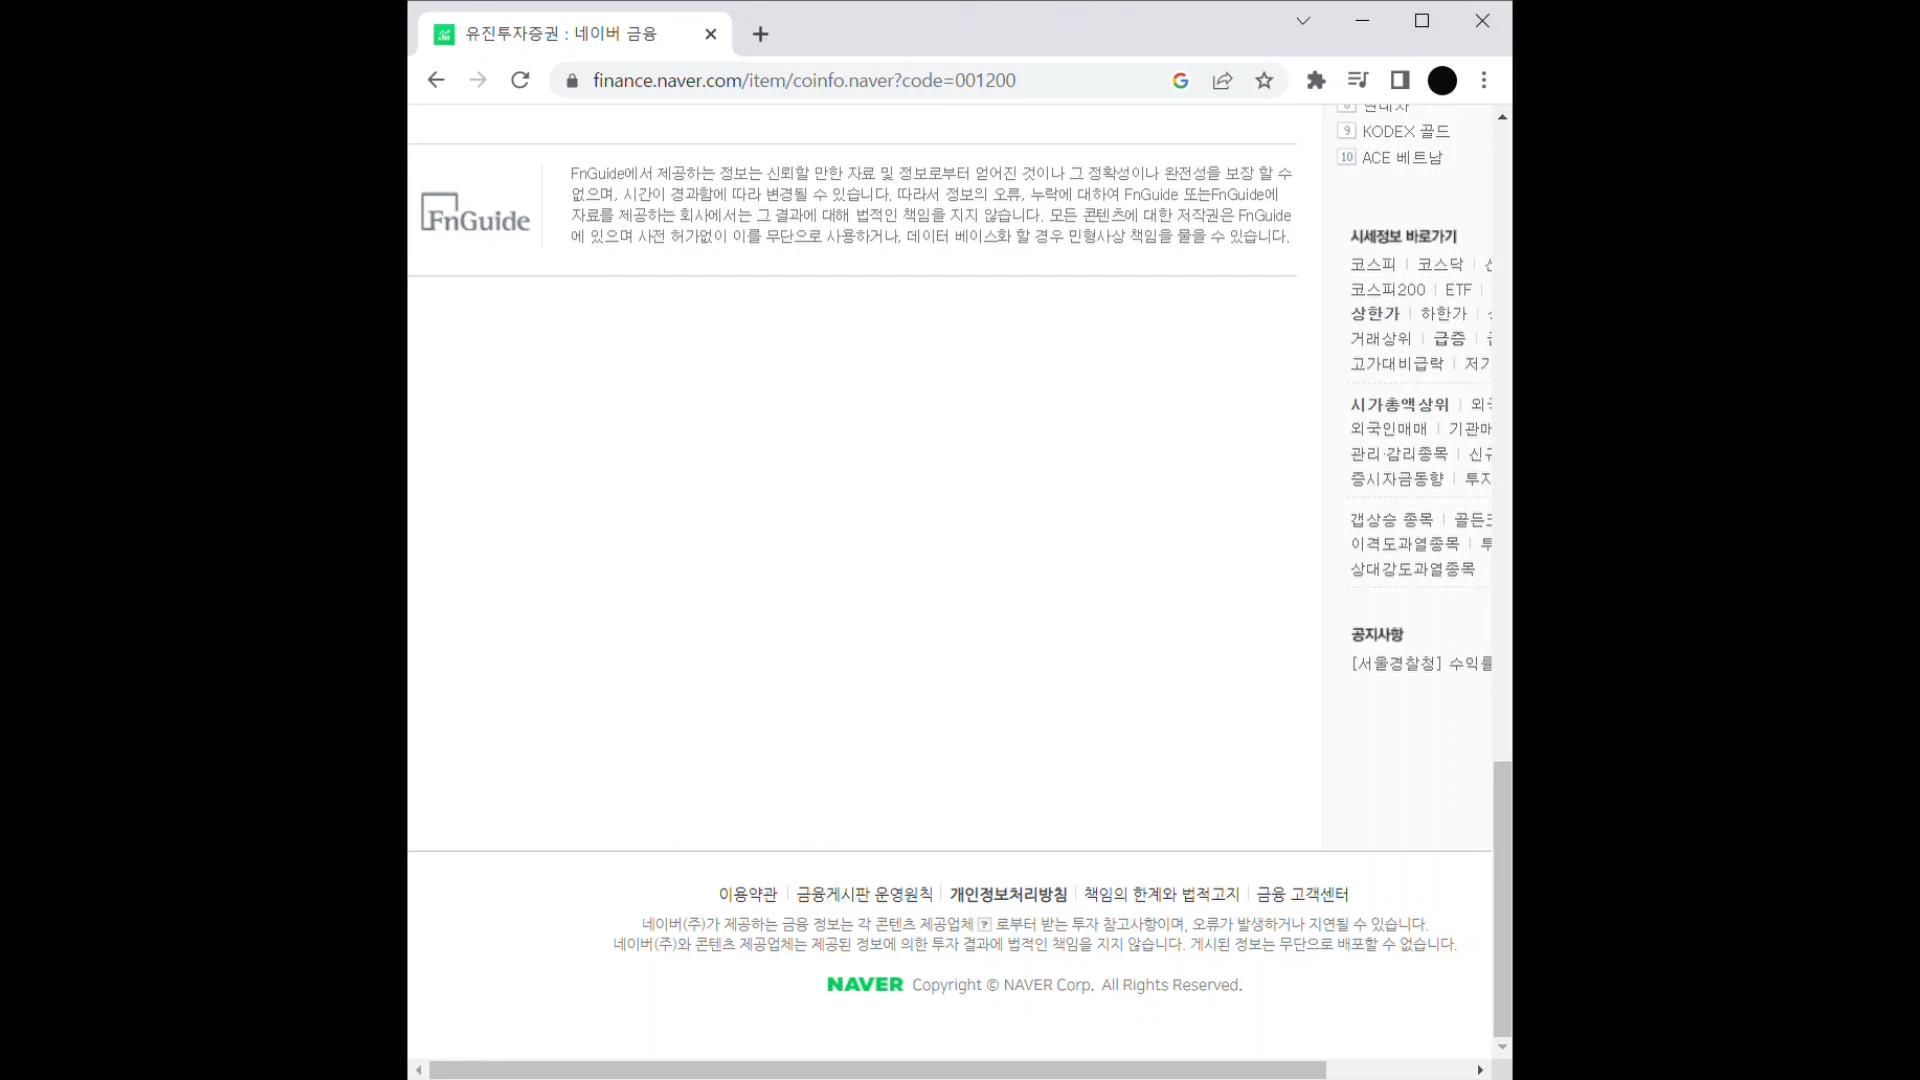 유진투자증권 : 네이버 금융
finance.naver.com/item/coinfo.naver?code=001200
9 KODEX 골드
10 ACE 베트남
FnGuide
FnGuide에서 제공하는 정보는 신뢰할 만한 자료 및 정보로부터 얻어진 것이나 그 정확성이나 완전성을 보장 할 수
없으며, 시간이 경과함에 따라 변경될 수 있습니다. 따라서 정보의 오류, 누락에 대하여 FnGuide 또는FnGuide에
자료를 제공하는 회사에서는 그 결과에 대해 법적인 책임을 지지 않습니다. 모든 콘텐츠에 대한 저작권은 FnGuide
에 있으며 사전 허가없이 이를 무단으로 사용하거나, 데이터 베이스화 할 경우 민형사상 책임을 물을 수 있습니다.
시세정보 바로가기
코스피 코스닥
코스피200 ETF
상한가 하한가
거래상위 급증
고가대비급락
시가총액상위
외국인매매
관리·감리종목
증시자금동향
갭상승 종목
이격도과열종목
상대강도과열종목
공지사항
[서울경찰청] 수익률
이용약관 금융게시판 운영원칙 개인정보처리방침 책임의 한계와 법적고지 금융 고객센터
네이버(주)가 제공하는 금융 정보는 각 콘텐츠 제공업체 ? 로부터 받는 투자 참고사항이며, 오류가 발생하거나 지연될 수 있습니다.
네이버(주)와 콘텐츠 제공업체는 제공된 정보에 의한 투자 결과에 법적인 책임을 지지 않습니다. 게시된 정보는 무단으로 배포할 수 없습니다.
NAVER Copyright © NAVER Corp. All Rights Reserved.